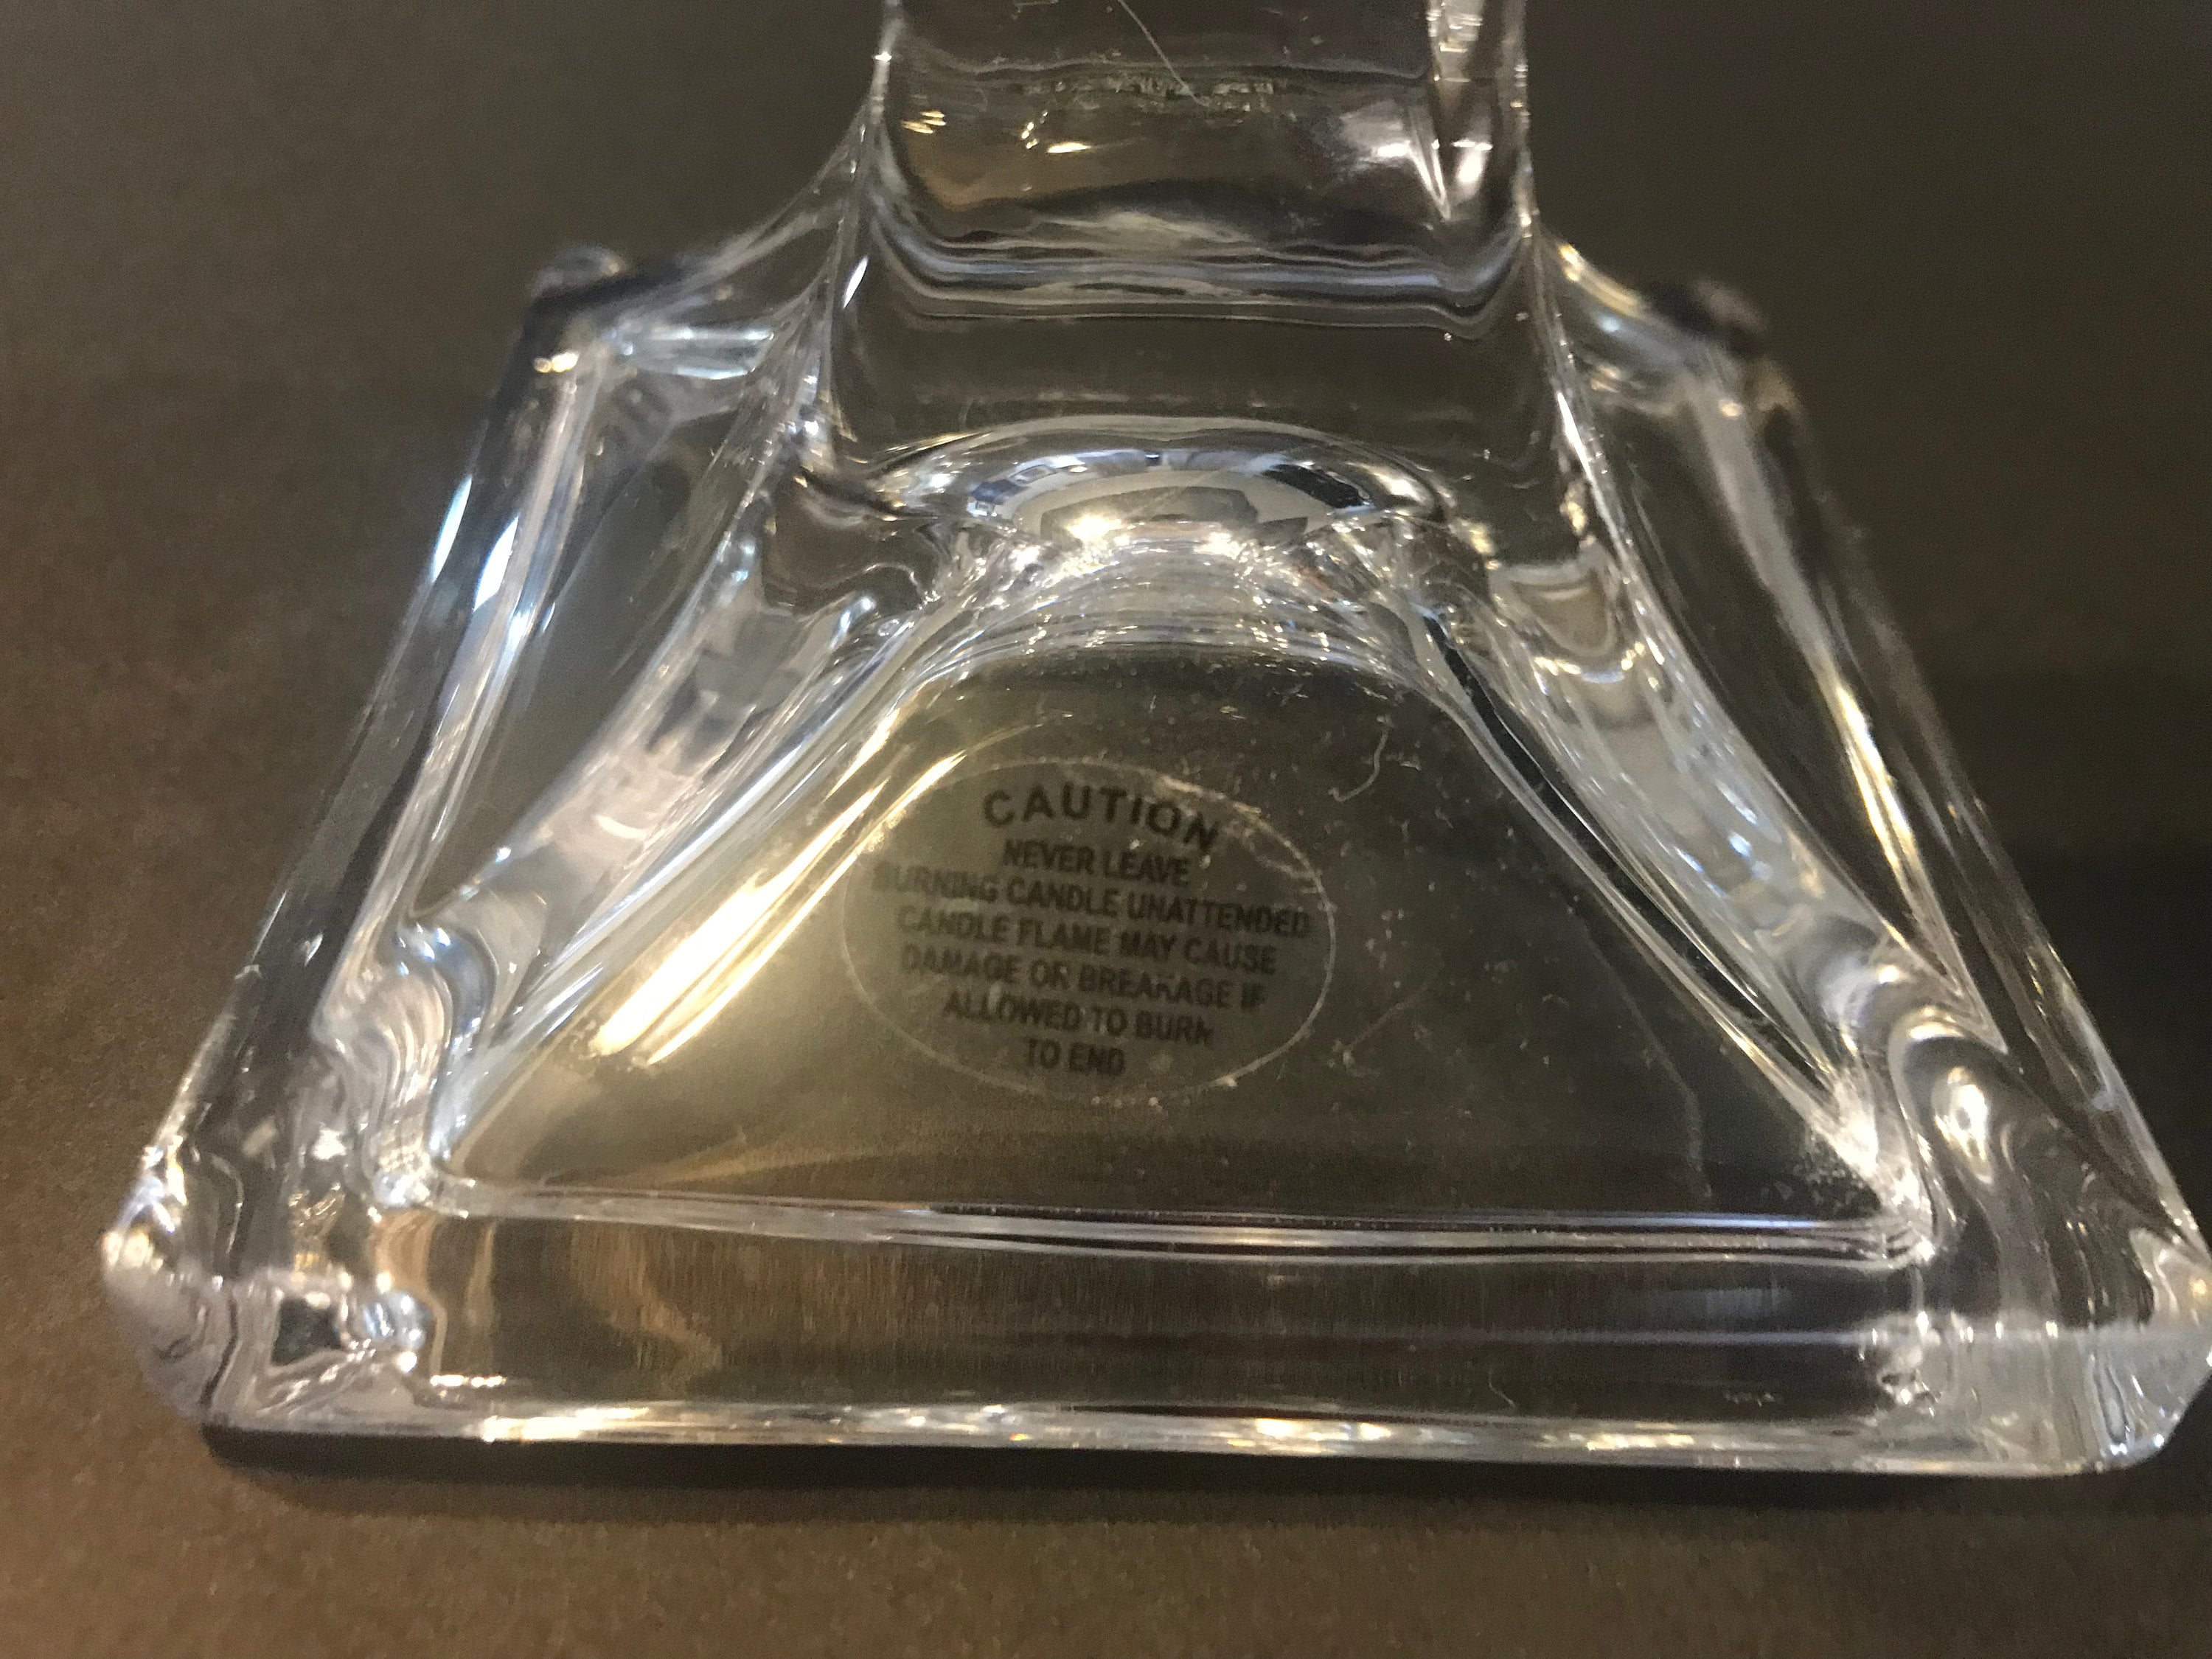 CAUTION
NEVER LEAVE
BURNING CANDLE UNATTENDED
CANDLE FLAME MAY CAUSE
DAMAGE OR BREAKAGE IF
ALLOWED TO BURN
TO END